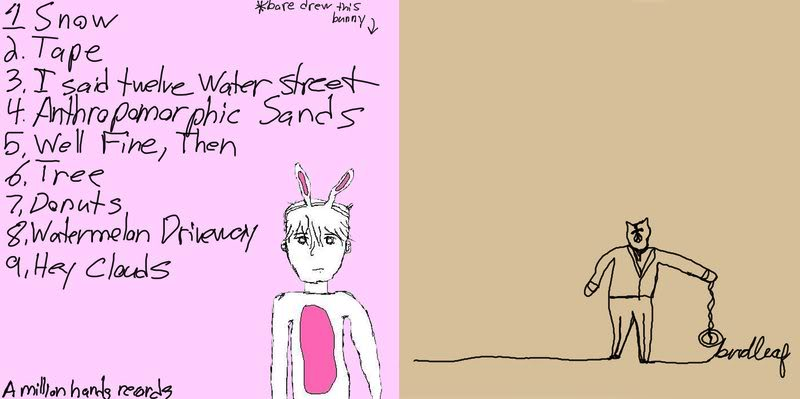 1 Snow
*bare drew this
bunny
2. Tape
3. I said twelve Water street
4. Anthropomorphic Sands
5. Well Fine, Then
6. Tree
7. Donuts
8. Watermelon Driveway
9. Hey Clouds
A million hands records
birdleaf